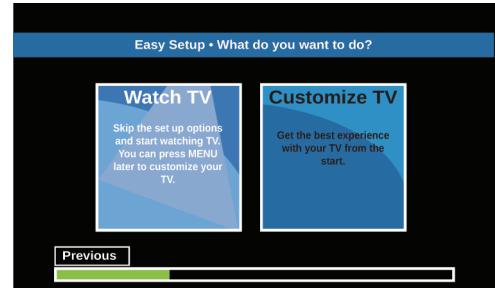 Easy Setup • What do you want to do?
Watch TV
Skip the set up options
and start watching TV.
You can press MENU
later to customize your
TV.
Customize TV
Get the best experience
with your TV from the
start.
Previous